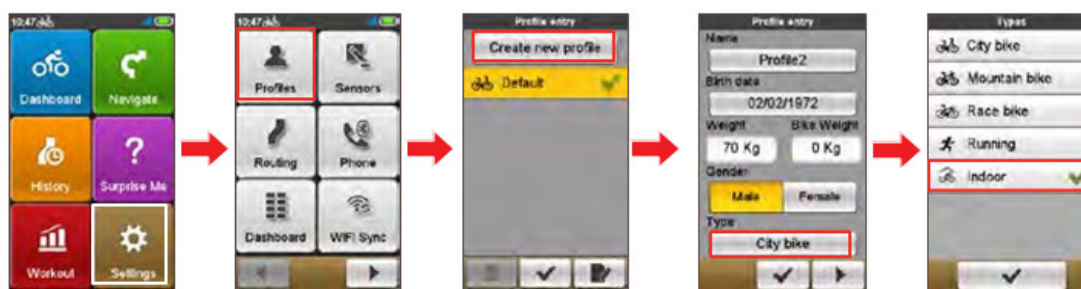 10:47
Dashboard
Navigate
History
Surprise Me
Workout
Settings
10:47
Profiles
Sensors
Routing
Phone
Dashboard
WiFi Sync
Profile entry
Create new profile
Default
Profile entry
Name
Profile2
Birth date
02/02/1972
Weight Bike Weight
70 Kg 0 Kg
Gender
Male Female
Type
City bike
Types
City bike
Mountain bike
Race bike
Running
Indoor